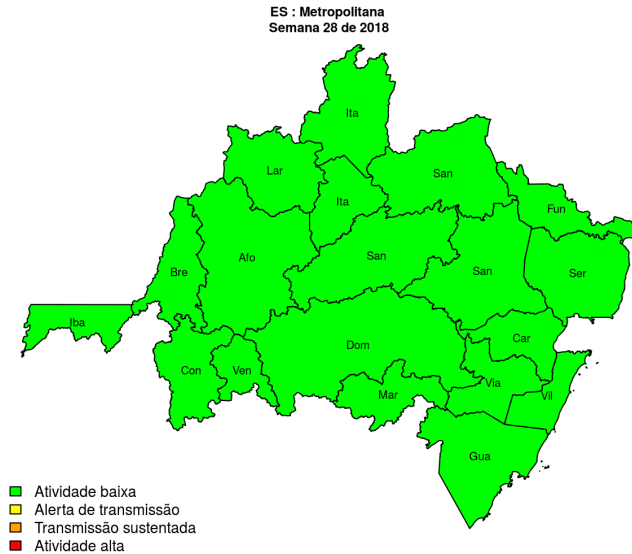 ES : Metropolitana
Semana 28 de 2018
Ita
Lar
San
Ita
Fun
Afo
San
San
Ser
Bre
Iba
Car
Dom
Con
Ven
Via
Mar
Vil
Gua
Atividade baixa
Alerta de transmissão
Transmissão sustentada
Atividade alta